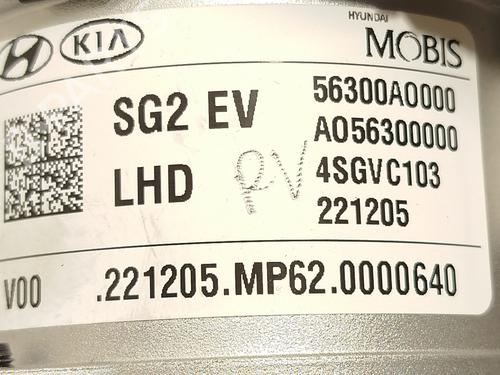 KIA
HYUNDAI
MOBIS
SG2 EV
LHD
PV
56300A0000
A056300000
4SGVC103
221205
V00 .221205.MP62.0000640